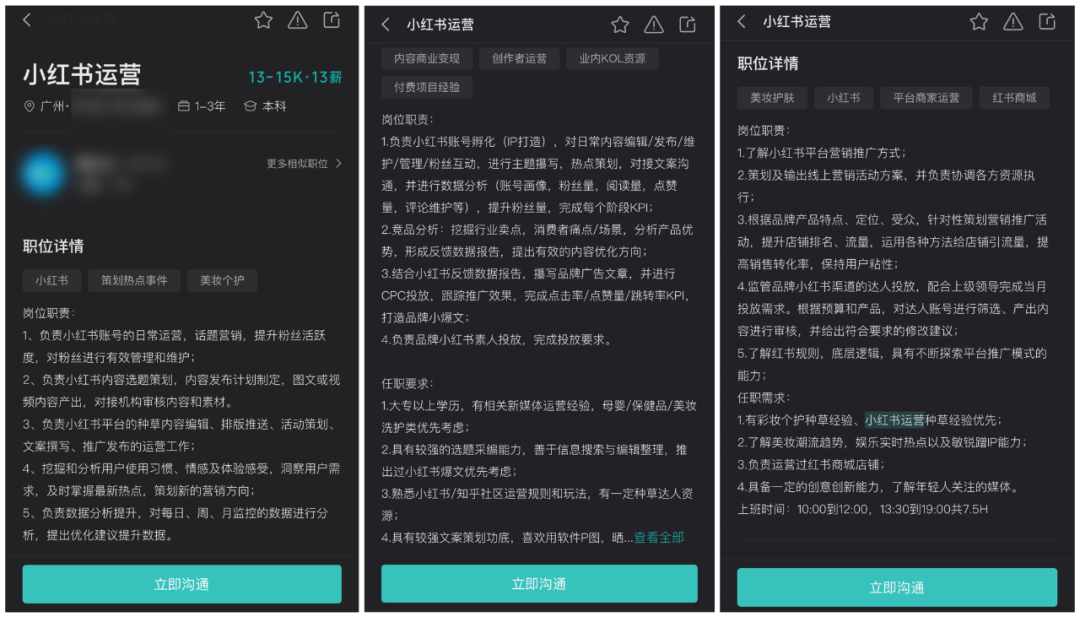 小红书运营
13-15K·13薪
广州·
1-3年
本科
更多相似职位
职位详情
小红书
策划热点事件
美妆个护
岗位职责:
1、负责小红书账号的日常运营，话题营销，提升粉丝活跃
度，对粉丝进行有效管理和维护;
2、负责小红书内容选题策划，内容发布计划制定，图文或视
频内容产出，对接机构审核内容和素材。
3、负责小红书平台的种草内容编辑、排版推送、活动策划、
文案撰写、推广发布的运营工作;
4、挖掘和分析用户使用习惯、情感及体验感受，洞察用户需
求，及时掌握最新热点，策划新的营销方向;
5、负责数据分析提升，对每日、周、月监控的数据进行分
析，提出优化建议提升数据。
立即沟通
小红书运营
内容商业变现
创作者运营
业内KOL资源
付费项目经验
岗位职责:
1.负责小红书账号孵化（IP打造），对日常内容编辑/发布/维
护/管理/粉丝互动，进行主题撮写，热点策划，对接文案沟
通，并进行数据分析（账号画像，粉丝量，阅读量，点赞
量，评论维护等），提升粉丝量，完成每个阶段KPI;
2.竞品分析：挖掘行业卖点，消费者痛点/场景，分析产品优
势，形成反馈数据报告，提出有效的内容优化方向;
3.结合小红书反馈数据报告，撮写品牌广告文章，并进行
CPC投放，跟踪推广效果，完成点击率/点赞量/跳转率KPI，
打造品牌小爆文;
4.负责品牌小红书素人投放，完成投放要求。
任职要求:
1.大专以上学历，有相关新媒体运营经验，母婴/保健品/美妆
洗护类优先考虑;
2.具有较强的选题采编能力，善于信息搜索与编辑整理，推
出过小红书爆文优先考虑;
3.熟悉小红书/知乎社区运营规则和玩法，有一定种草达人资
源;
4.具有较强文案策划功底，喜欢用软件P图，晒...查看全部
立即沟通
小红书运营
职位详情
美妆护肤
小红书
平台商家运营
红书商城
岗位职责:
1.了解小红书平台营销推广方式;
2.策划及输出线上营销活动方案，并负责协调各方资源执
行;
3.根据品牌产品特点、定位、受众，针对性策划营销推广活
动，提升店铺排名、流量，运用各种方法给店铺引流量，提
高销售转化率，保持用户粘性;
4.监管品牌小红书渠道的达人投放，配合上级领导完成当月
投放需求。根据预算和产品，对达人账号进行筛选、产出内
容进行审核，并给出符合要求的修改建议;
5.了解红书规则，底层逻辑，具有不断探索平台推广模式的
能力;
任职需求:
1.有彩妆个护种草经验、小红书运营种草经验优先;
2.了解美妆潮流趋势，娱乐实时热点以及敏锐蹭IP能力;
3.负责运营过红书商城店铺;
4.具备一定的创意创新能力，了解年轻人关注的媒体。
上班时间：10:00到12:00，13:30到19:00共7.5H
立即沟通